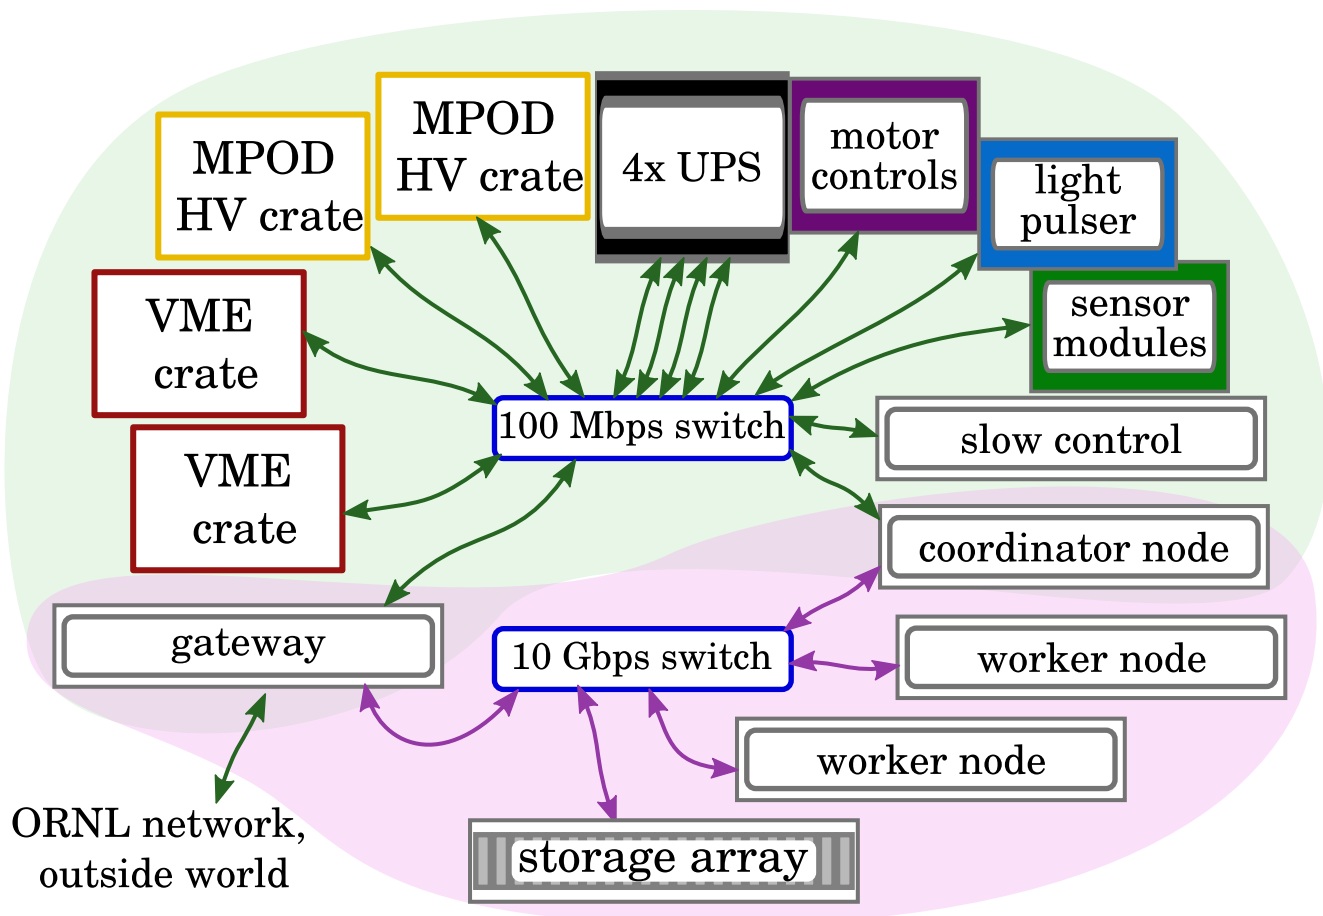 MPOD
HV crate
MPOD
HV crate
4x UPS
motor
controls
light
pulser
sensor
modules
VME
crate
100 Mbps switch
slow control
VME
crate
coordinator node
gateway
10 Gbps switch
worker node
worker node
ORNL network,
outside world
storage array